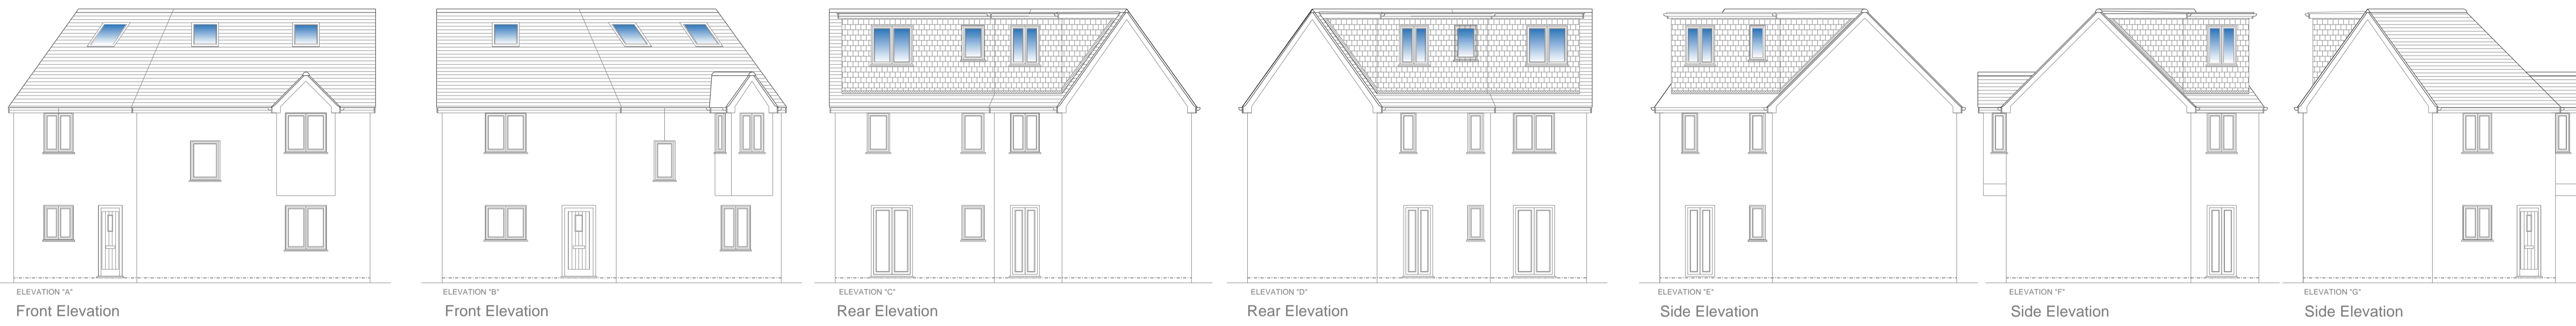 ELEVATION "A"
Front Elevation
ELEVATION "B"
Front Elevation
ELEVATION "C"
Rear Elevation
ELEVATION "D"
Rear Elevation
ELEVATION "E"
Side Elevation
ELEVATION "F"
Side Elevation
ELEVATION "G"
Side Elevation